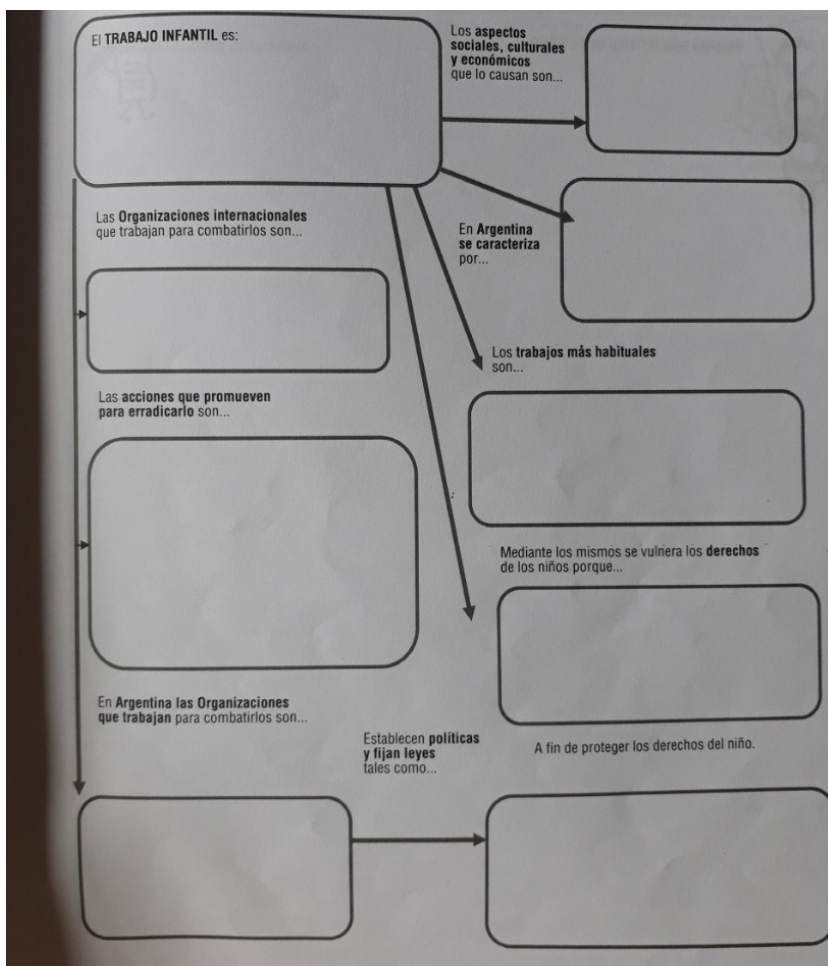 El TRABAJO INFANTIL es:
Los aspectos
sociales, culturales
y económicos
que lo causan son...
Las Organizaciones internacionales
que trabajan para combatirlos son...
En Argentina
se caracteriza
por...
Los trabajos más habituales
son...
Las acciones que promueven
para erradicarlo son...
Mediante los mismos se vulnera los derechos
de los niños porque...
En Argentina las Organizaciones
que trabajan para combatirlos son...
Establecen políticas
y fijan leyes
tales como...
A fin de proteger los derechos del niño.